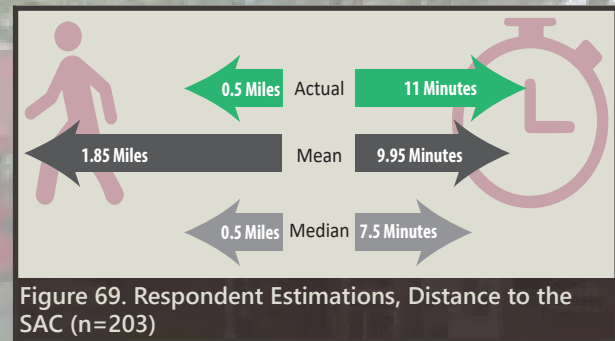 0.5 Miles Actual 11 Minutes
1.85 Miles Mean 9.95 Minutes
0.5 Miles Median 7.5 Minutes
Figure 69. Respondent Estimations, Distance to the
SAC (n=203)